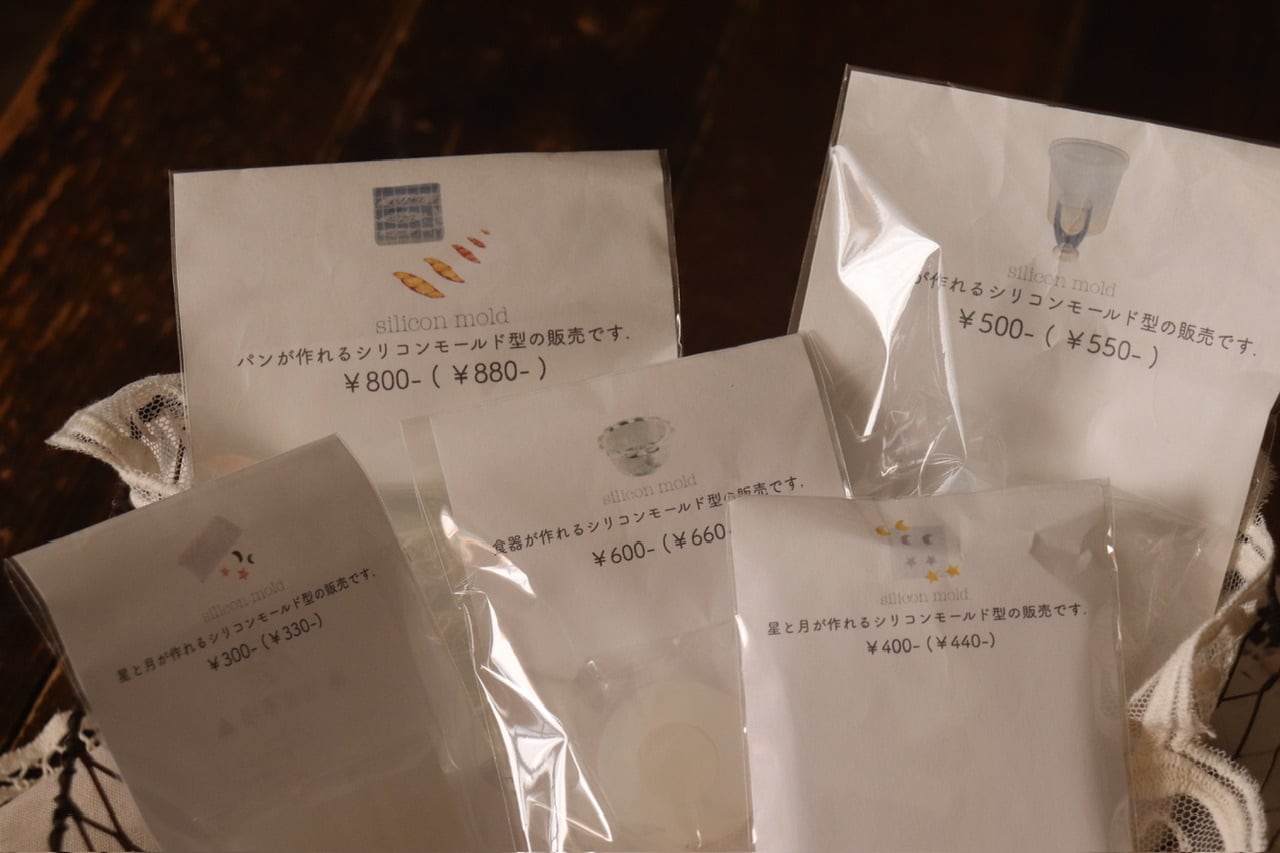 silicon mold
パンが作れるシリコンモールド型の販売です.
￥800-(￥880-)
silicon mold
が作れるシリコンモールド型の販売です.
￥500-(￥550-)
silicon mold
食器が作れるシリコンモールド型の販売です.
￥600-(￥660-
silicon mold
星と月が作れるシリコンモールド型の販売です.
￥300-(￥330-)
silicon mold
星と月が作れるシリコンモールド型の販売です.
￥400-(￥440-)